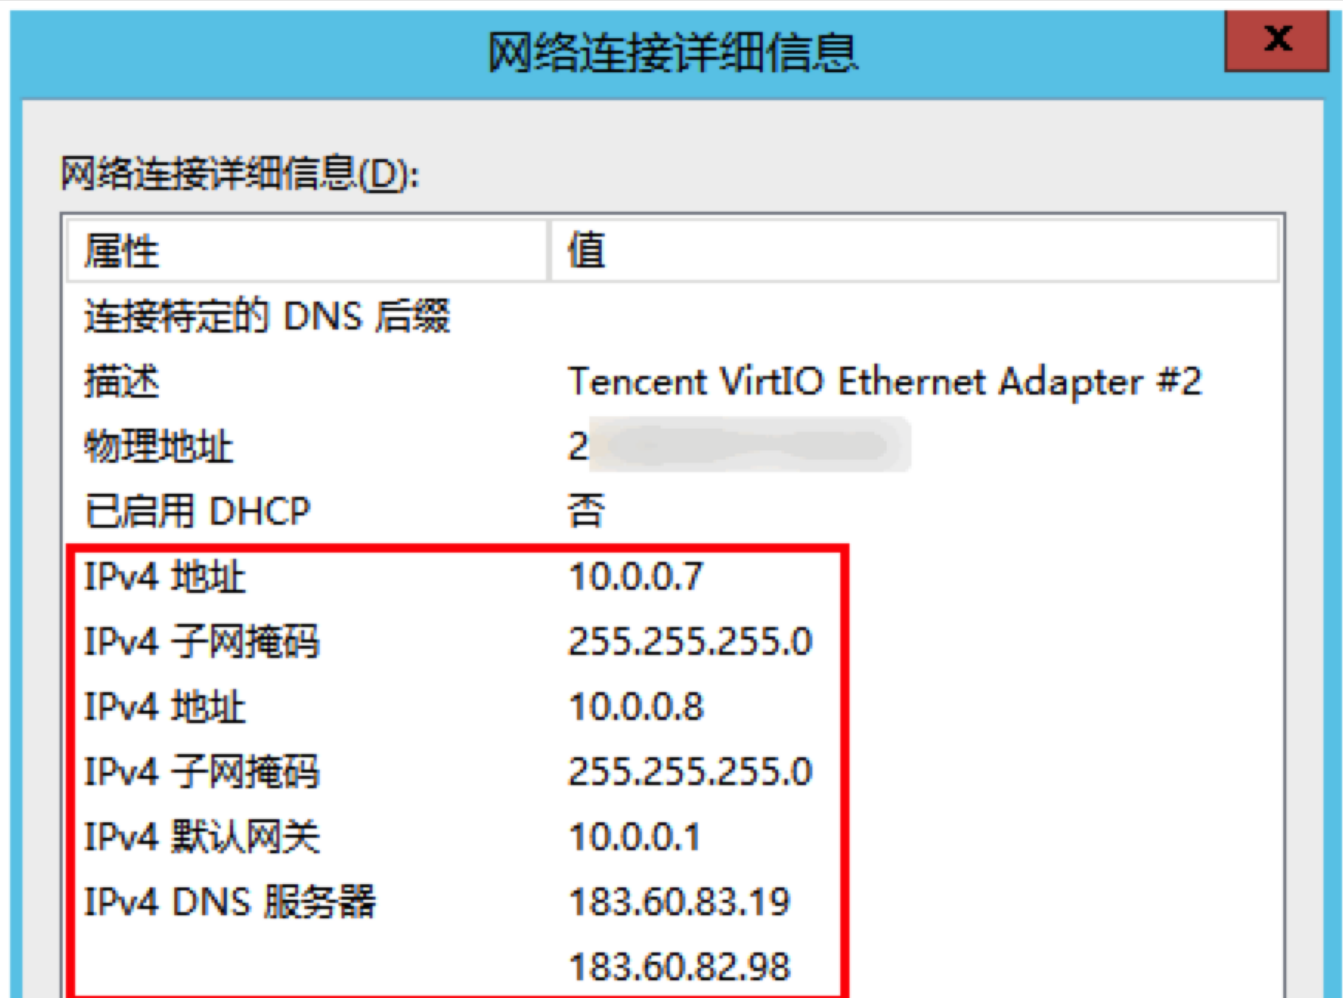 网络连接详细信息
x
网络连接详细信息(D):
属性 值
连接特定的 DNS 后缀
描述 Tencent VirtIO Ethernet Adapter #2
物理地址 2
已启用 DHCP 否
IPv4 地址 10.0.0.7
IPv4 子网掩码 255.255.255.0
IPv4 地址 10.0.0.8
IPv4 子网掩码 255.255.255.0
IPv4 默认网关 10.0.0.1
IPv4 DNS 服务器 183.60.83.19
183.60.82.98